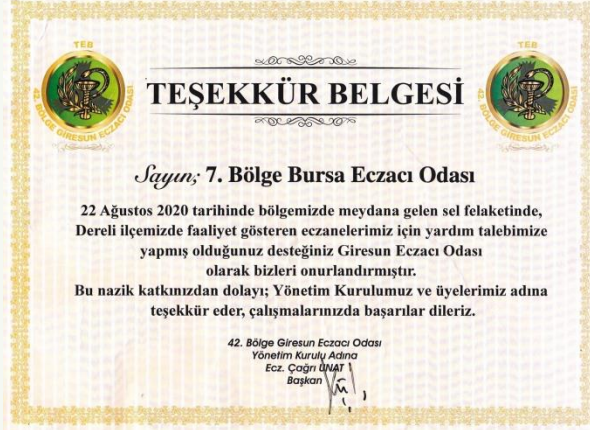 TEB
42. BÖLGE GİRESUN ECZACI ODASI
TEB
42. BÖLGE GİRESUN ECZACI ODASI
TEŞEKKÜR BELGESİ
Sayın; 7. Bölge Bursa Eczacı Odası
22 Ağustos 2020 tarihinde bölgemizde meydana gelen sel felaketinde,
Dereli ilçemizde faaliyet gösteren eczanelerimiz için yardım talebimize
yapmış olduğunuz desteğiniz Giresun Eczacı Odası
olarak bizleri onurlandırmıştır.
Bu nazik katkınızdan dolayı; Yönetim Kurulumuz ve üyelerimiz adına
teşekkür eder, çalışmalarınızda başarılar dileriz.
42. Bölge Giresun Eczacı Odası
Yönetim Kurulu Adına
Ecz. Çağrı ÜNAT
Başkan